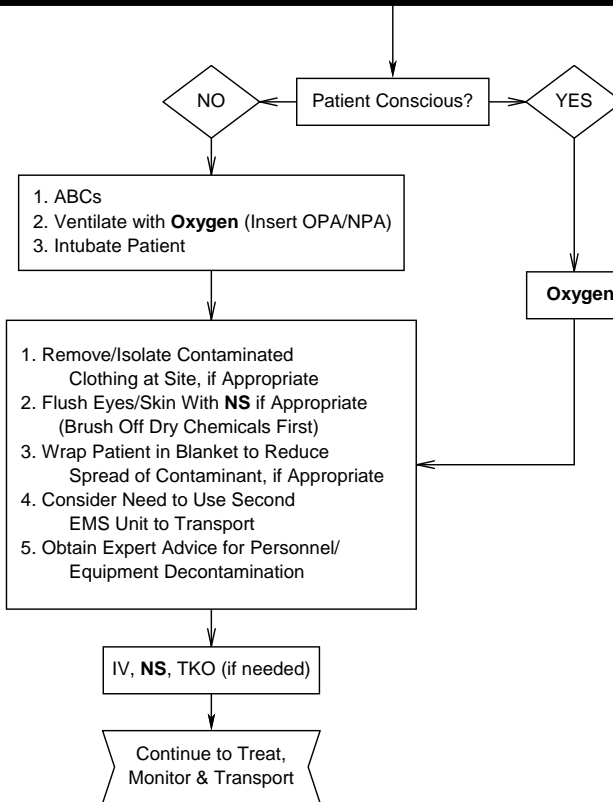 Patient Conscious?
NO
YES
1. ABCs
2. Ventilate with Oxygen (Insert OPA/NPA)
3. Intubate Patient
Oxygen
1. Remove/Isolate Contaminated
Clothing at Site, if Appropriate
2. Flush Eyes/Skin With NS if Appropriate
(Brush Off Dry Chemicals First)
3. Wrap Patient in Blanket to Reduce
Spread of Contaminant, if Appropriate
4. Consider Need to Use Second
EMS Unit to Transport
5. Obtain Expert Advice for Personnel/
Equipment Decontamination
IV, NS, TKO (if needed)
Continue to Treat,
Monitor & Transport